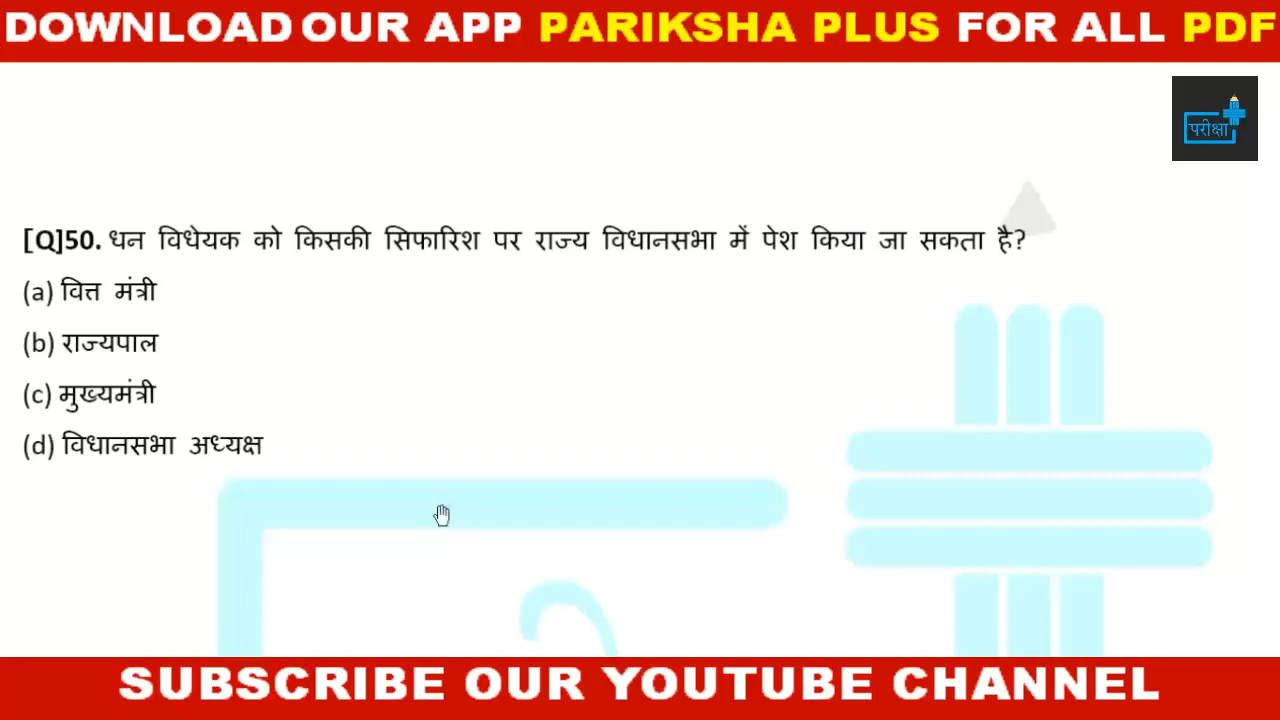 DOWNLOAD OUR APP PARIKSHA PLUS FOR ALL PDF
परीक्षा
[Q]50. धन विधेयक को किसकी सिफारिश पर राज्य विधानसभा में पेश किया जा सकता है?
(a) वित्त मंत्री
(b) राज्यपाल
(c) मुख्यमंत्री
(d) विधानसभा अध्यक्ष
SUBSCRIBE OUR YOUTUBE CHANNEL